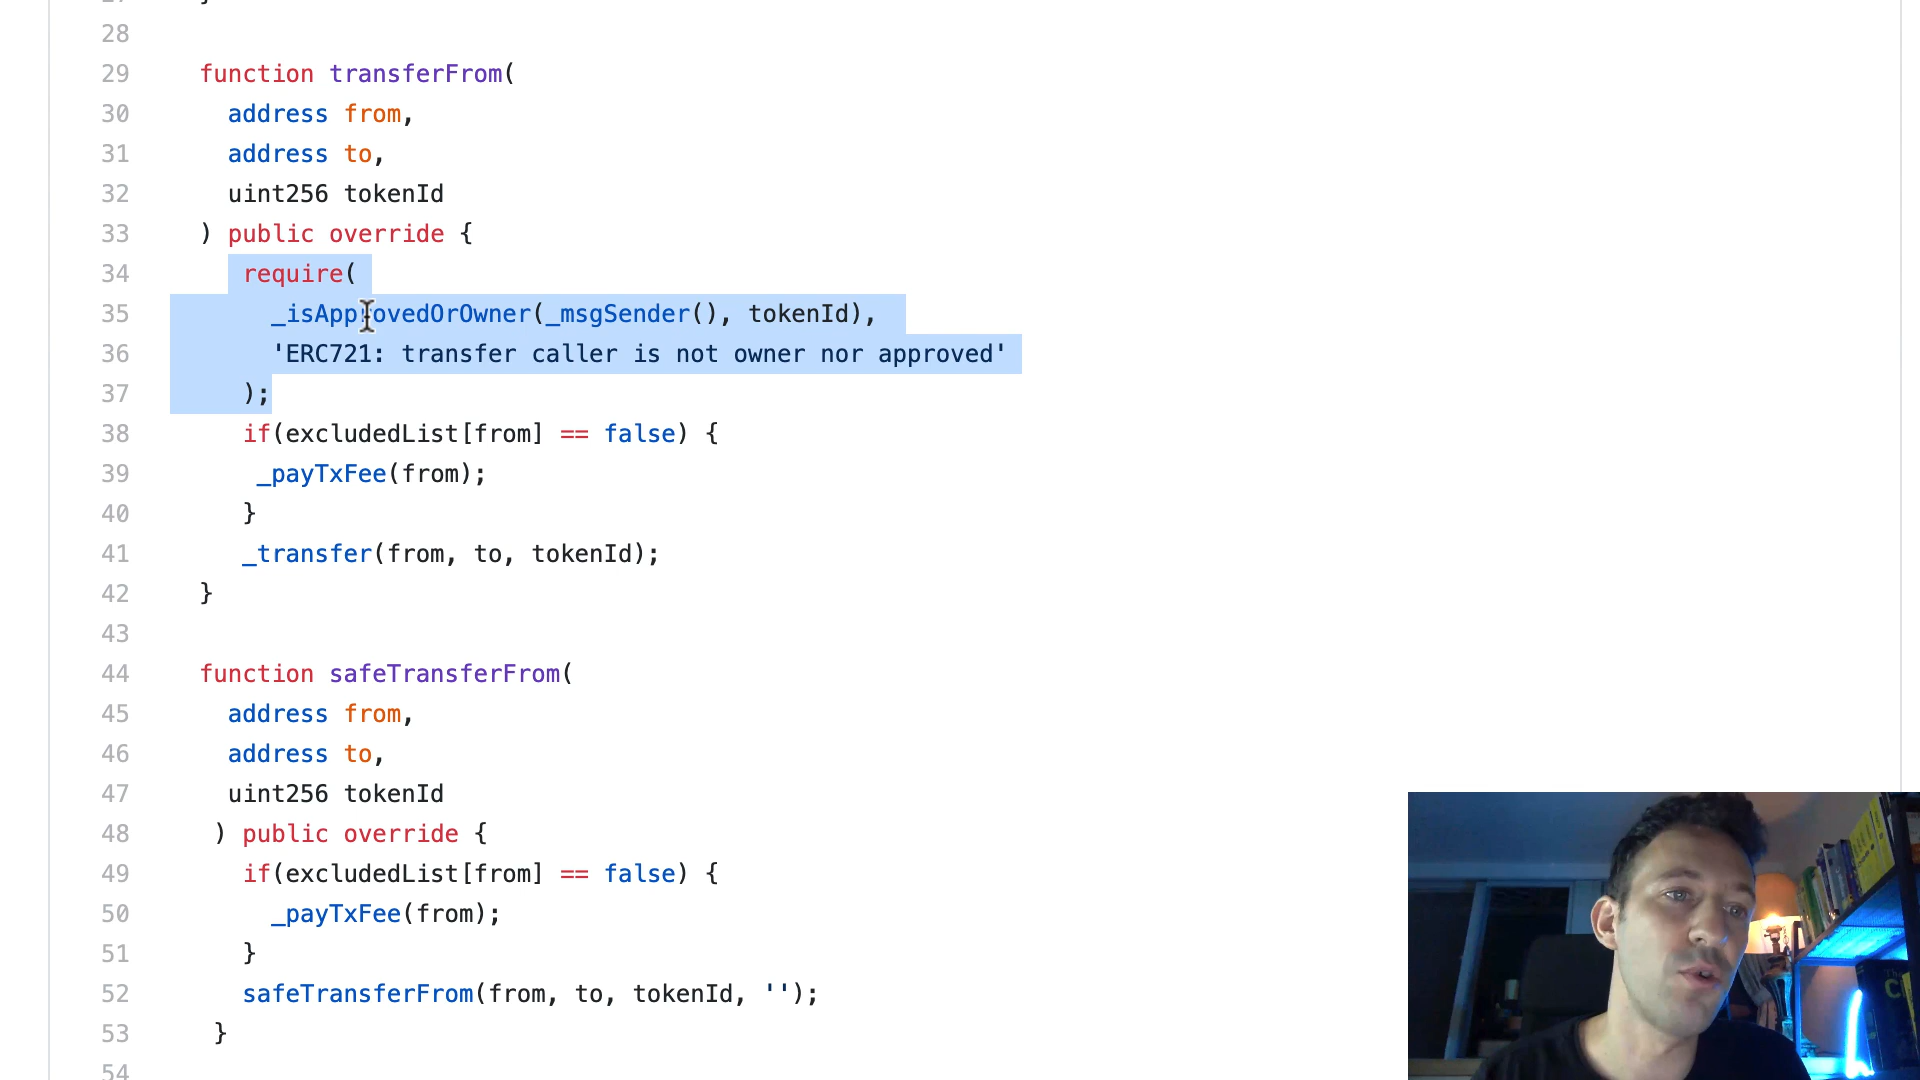 28
29 function transferFrom(
30 address from,
31 address to,
32 uint256 tokenId
33 ) public override {
34 require(
35 _isApprovedOrOwner(_msgSender(), tokenId),
36 'ERC721: transfer caller is not owner nor approved'
37 );
38 if(excludedList[from] == false) {
39 _payTxFee(from);
40 }
41 _transfer(from, to, tokenId);
42 }
43
44 function safeTransferFrom(
45 address from,
46 address to,
47 uint256 tokenId
48 ) public override {
49 if(excludedList[from] == false) {
50 _payTxFee(from);
51 }
52 safeTransferFrom(from, to, tokenId, '');
53 }
54